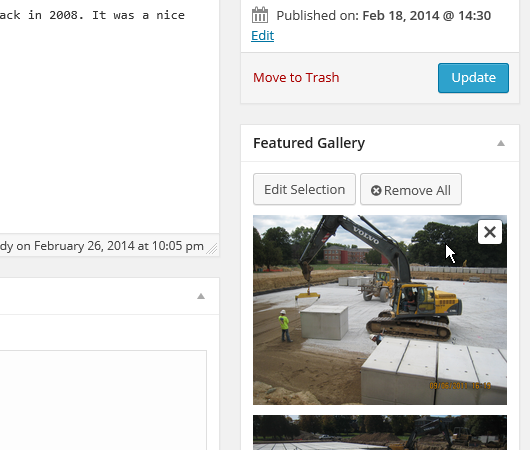 ack in 2008. It was a nice
dy on February 26, 2014 at 10:05 pm
Published on: Feb 18, 2014 @ 14:30
Edit
Move to Trash
Update
Featured Gallery
Edit Selection
Remove All
VOLVO